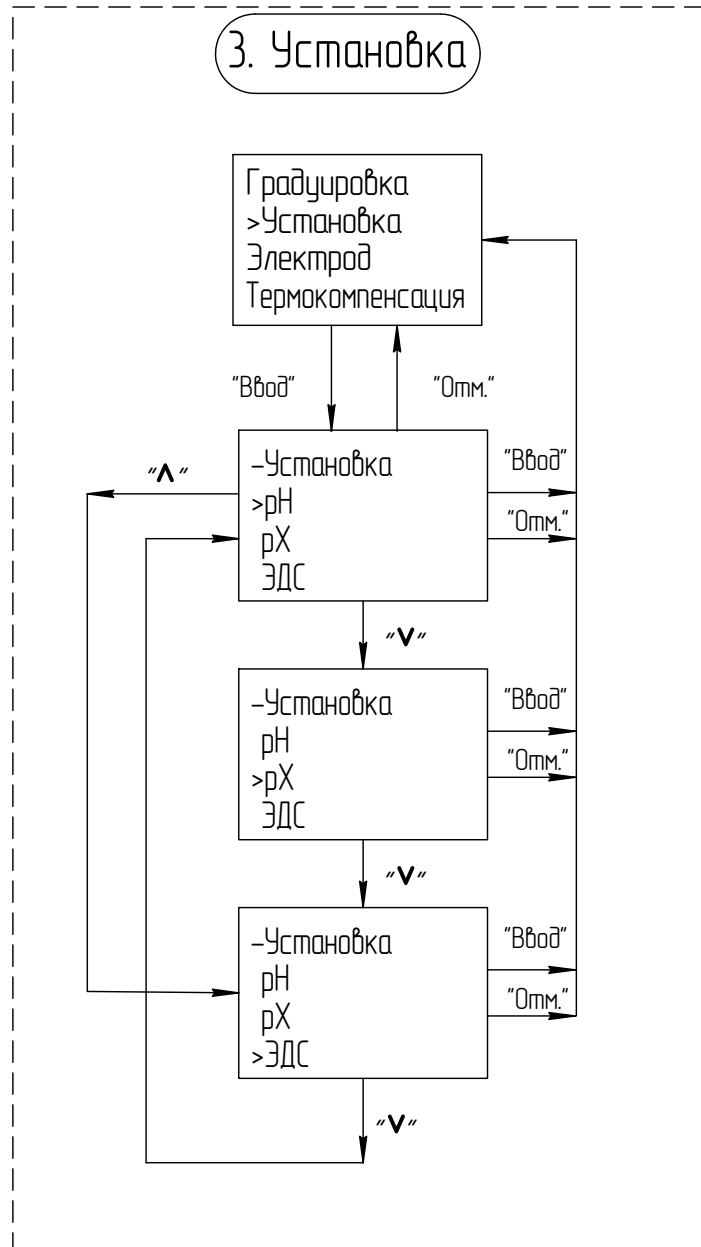 3. Установка
Градуировка
>Установка
Электрод
Термокомпенсация
"Ввод"
"Отм."
"Λ"
-Установка
>pH
pX
ЭДС
"Ввод"
"Отм."
"V"
-Установка
pH
>pX
ЭДС
"Ввод"
"Отм."
"V"
-Установка
pH
pX
>ЭДС
"Ввод"
"Отм."
"V"